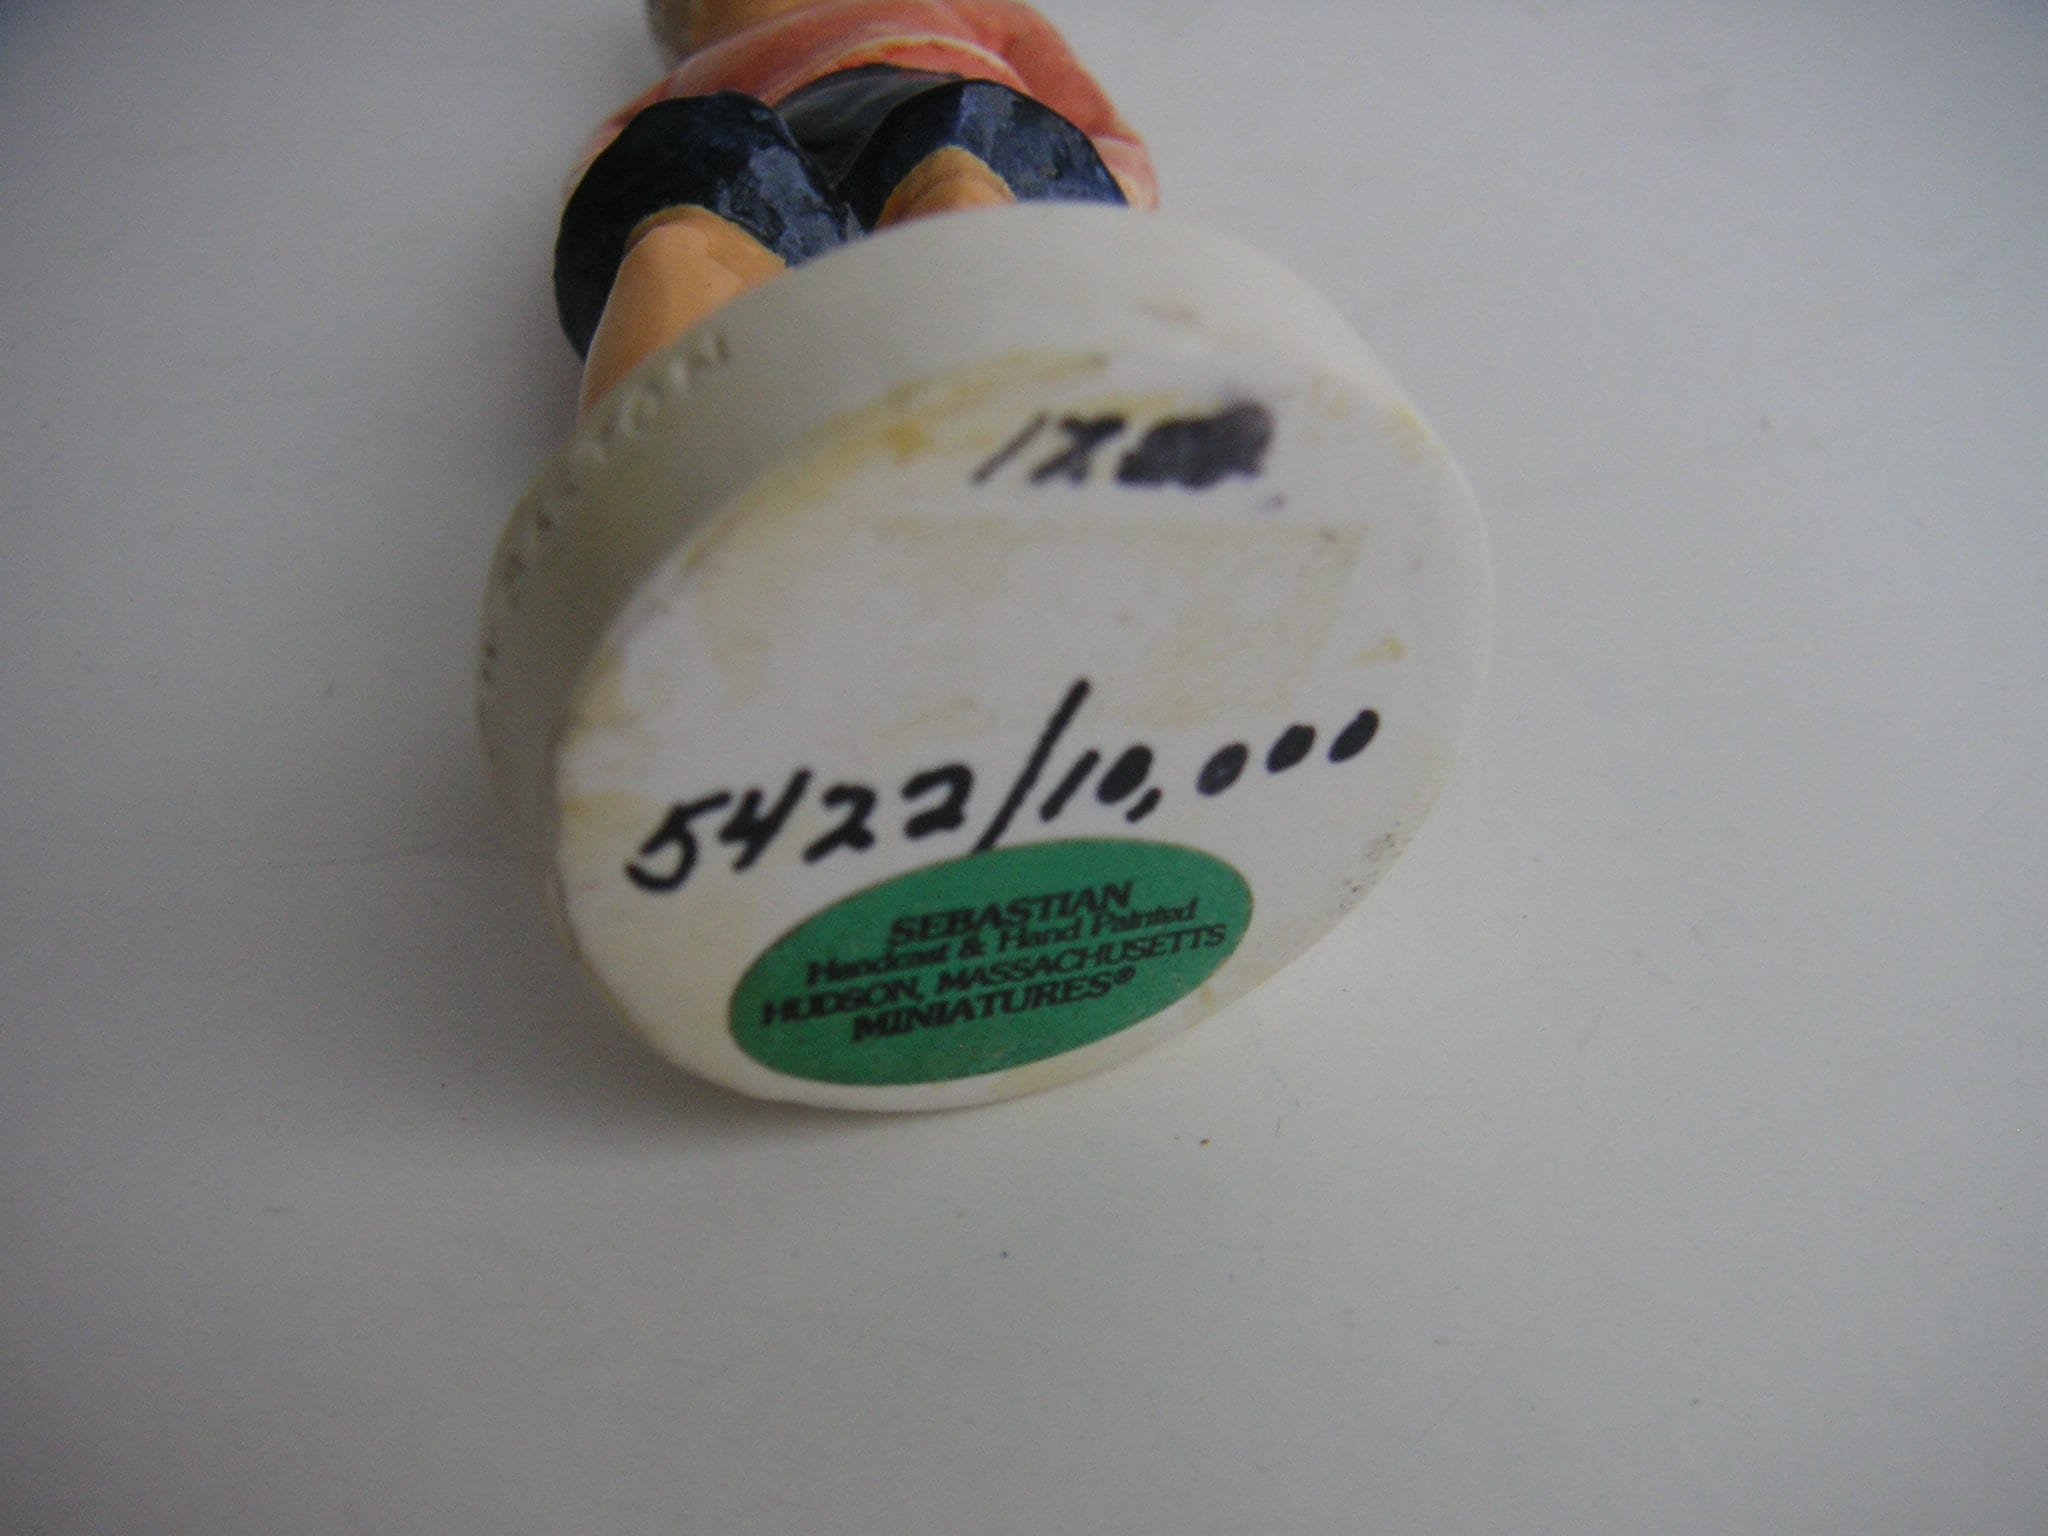 5422/10,000
SEBASTIAN
Handcast & Hand Painted
HUDSON, MASSACHUSETTS
MINIATURES®